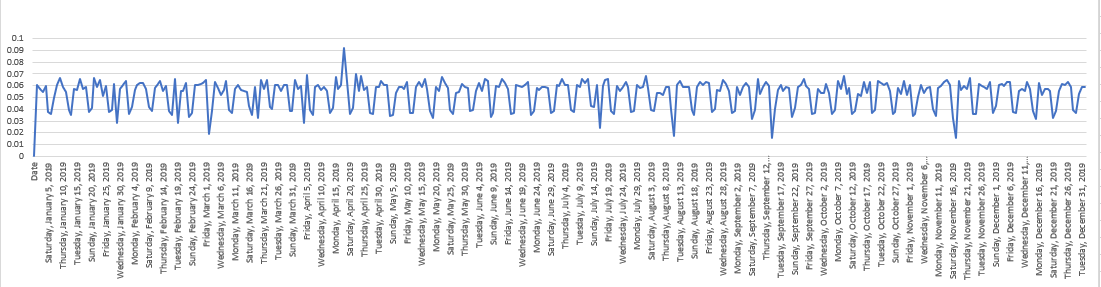 0.1
0.09
0.08
0.07
0.06
0.05
0.04
0.03
0.02
0.01
0
Date
Saturday, January 5, 2019
Thursday, January 10, 2019
Tuesday, January 15, 2019
Sunday, January 20, 2019
Friday, January 25, 2019
Wednesday, January 30, 2019
Monday, February 4, 2019
Saturday, February 9, 2019
Thursday, February 14, 2019
Tuesday, February 19, 2019
Sunday, February 24, 2019
Friday, March 1, 2019
Wednesday, March 6, 2019
Monday, March 11, 2019
Saturday, March 16, 2019
Thursday, March 21, 2019
Tuesday, March 26, 2019
Sunday, March 31, 2019
Friday, April 5, 2019
Wednesday, April 10, 2019
Monday, April 15, 2019
Saturday, April 20, 2019
Thursday, April 25, 2019
Tuesday, April 30, 2019
Sunday, May 5, 2019
Friday, May 10, 2019
Wednesday, May 15, 2019
Monday, May 20, 2019
Saturday, May 25, 2019
Thursday, May 30, 2019
Tuesday, June 4, 2019
Sunday, June 9, 2019
Friday, June 14, 2019
Wednesday, June 19, 2019
Monday, June 24, 2019
Saturday, June 29, 2019
Thursday, July 4, 2019
Tuesday, July 9, 2019
Sunday, July 14, 2019
Friday, July 19, 2019
Wednesday, July 24, 2019
Monday, July 29, 2019
Saturday, August 3, 2019
Thursday, August 8, 2019
Tuesday, August 13, 2019
Sunday, August 18, 2019
Friday, August 23, 2019
Wednesday, August 28, 2019
Monday, September 2, 2019
Saturday, September 7, 2019
Thursday, September 12,...
Tuesday, September 17, 2019
Sunday, September 22, 2019
Friday, September 27, 2019
Wednesday, October 2, 2019
Monday, October 7, 2019
Saturday, October 12, 2019
Thursday, October 17, 2019
Tuesday, October 22, 2019
Sunday, October 27, 2019
Friday, November 1, 2019
Wednesday, November 6,...
Monday, November 11, 2019
Saturday, November 16, 2019
Thursday, November 21, 2019
Tuesday, November 26, 2019
Sunday, December 1, 2019
Friday, December 6, 2019
Wednesday, December 11,...
Monday, December 16, 2019
Saturday, December 21, 2019
Thursday, December 26, 2019
Tuesday, December 31, 2019